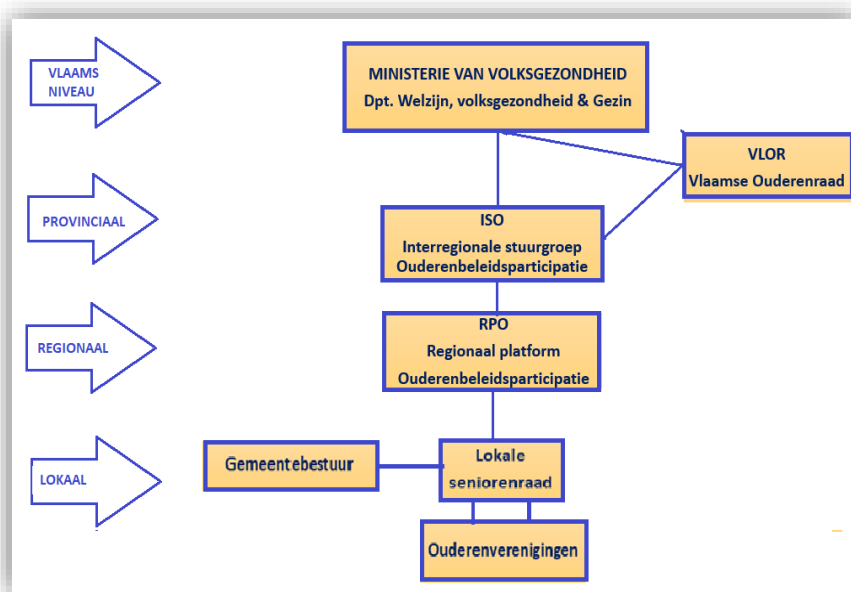 VLAAMS
NIVEAU
MINISTERIE VAN VOLKSGEZONDHEID
Dpt. Welzijn, volksgezondheid & Gezin
VLOR
Vlaamse Ouderenraad
PROVINCIAAL
ISO
Interregionale stuurgroep
Ouderenbeleidsparticipatie
REGIONAAL
RPO
Regionaal platform
Ouderenbeleidsparticipatie
LOKAAL
Gemeentebestuur
Lokale
seniorenraad
Ouderenverenigingen